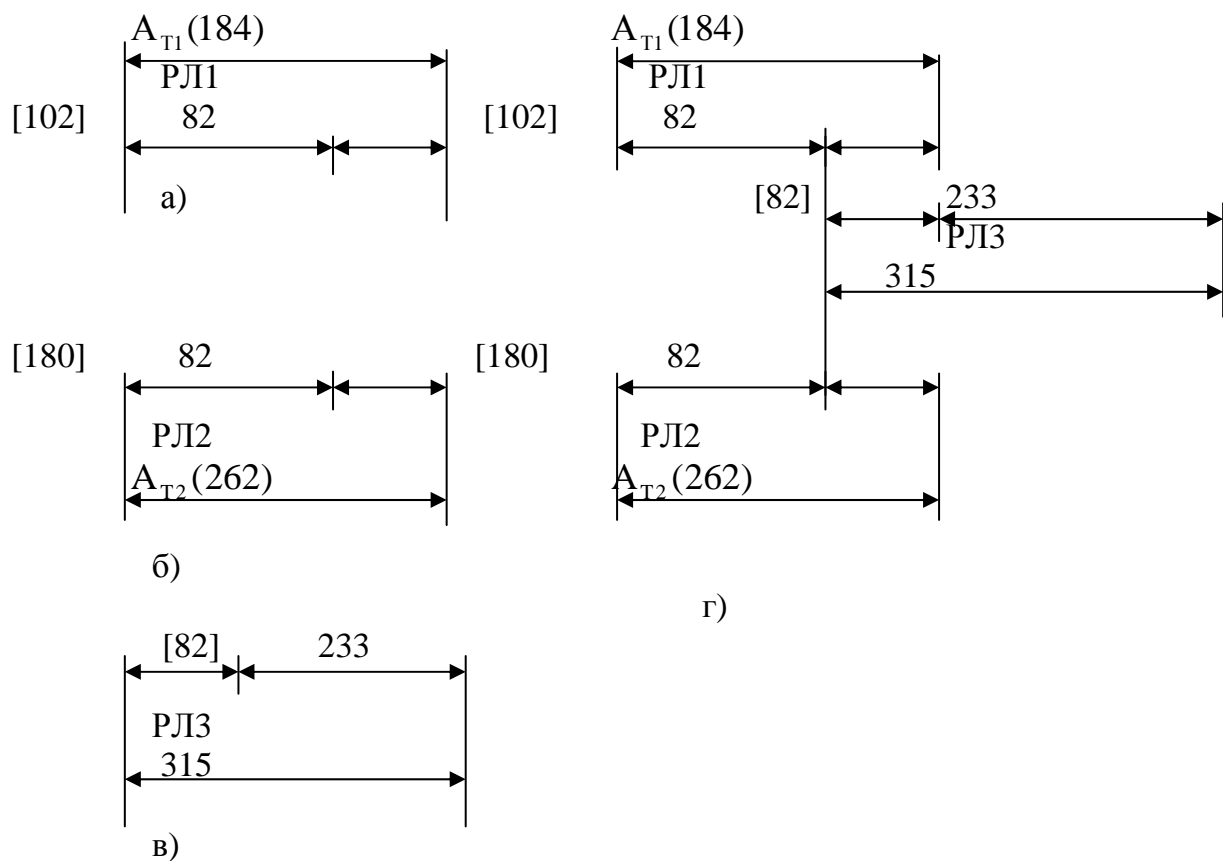 A_T1(184) A_T1(184)
РЛ1 РЛ1
[102] 82 [102] 82
а) [82] 233
РЛ3
315
[180] 82 [180] 82
РЛ2 РЛ2
A_T2(262) A_T2(262)
б)
г)
[82] 233
РЛ3
315
в)